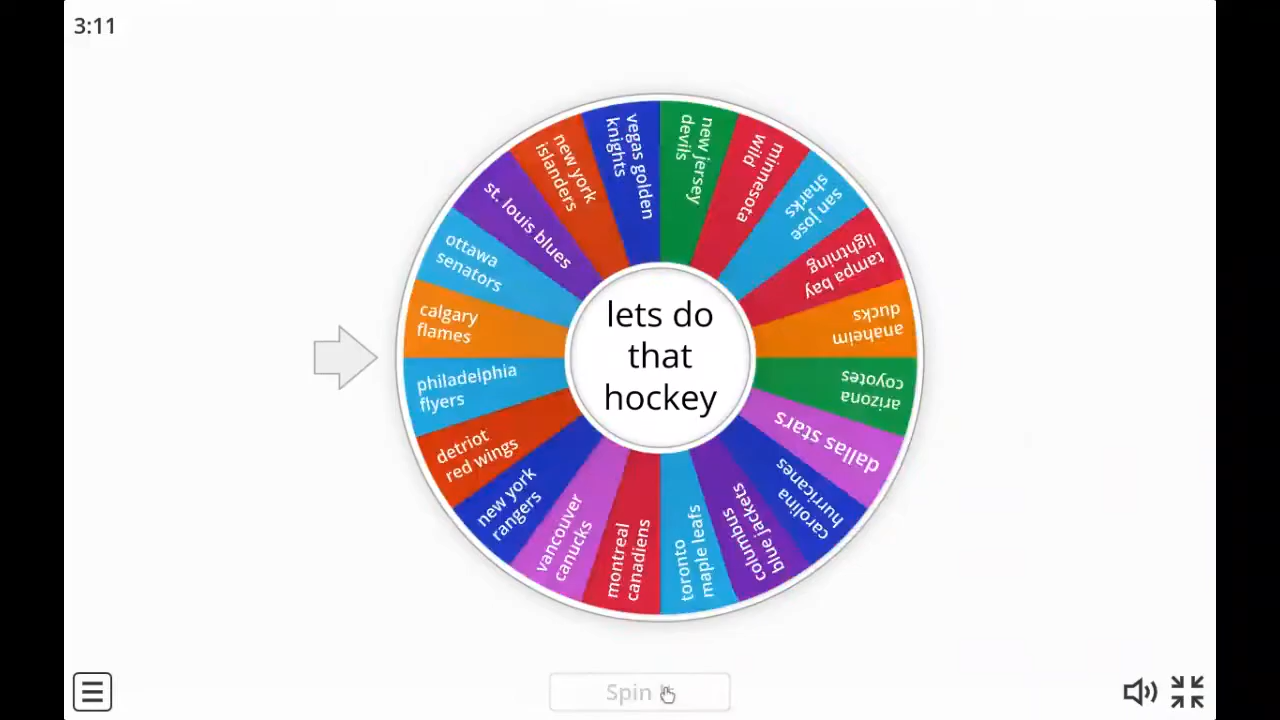 3:11
vegas golden
knights
new jersey
devils
minnesota
wild
san jose
sharks
tampa bay
lightning
anaheim
ducks
arizona
coyotes
dallas stars
carolina
hurricanes
columbus
blue jackets
toronto
maple leafs
montreal
canadiens
vancouver
canucks
new york
rangers
detriot
red wings
philadelphia
flyers
calgary
flames
ottawa
senators
st. louis blues
new york
islanders
lets do
that
hockey
Spin